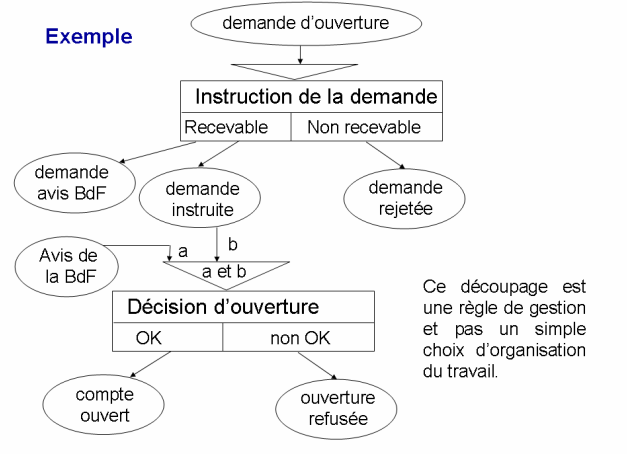 Exemple
demande d'ouverture
Instruction de la demande
Recevable
Non recevable
demande
avis BdF
demande
instruite
demande
rejetée
Avis de
la BdF
a
b
a et b
Décision d'ouverture
OK
non OK
compte
ouvert
ouverture
refusée
Ce découpage est
une règle de gestion
et pas un simple
choix d'organisation
du travail.